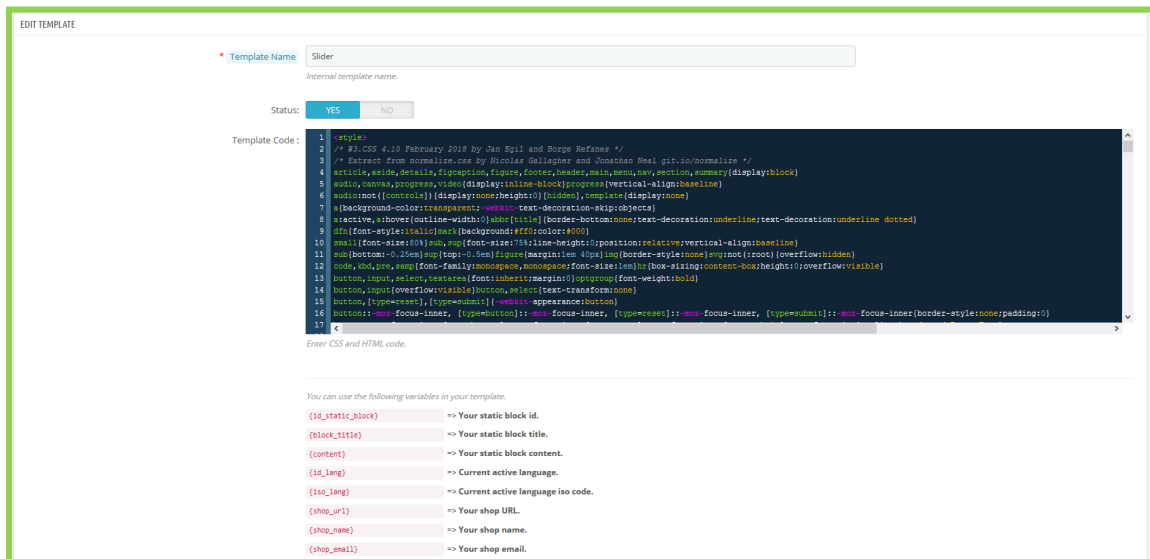 EDIT TEMPLATE
* Template Name Slider
Internal template name.
Status: YES NO
Template Code :
1 <style>
2 /* W3.CSS 4.10 February 2018 by Jan Egil and Borge Refsnes */
3 /* Extract from normalize.css by Nicolas Gallagher and Jonathan Neal git.io/normalize */
4 article,aside,details,figcaption,figure,footer,header,main,menu,nav,section,summary{display:block}
5 audio,canvas,progress,video{display:inline-block}progress{vertical-align:baseline}
6 audio:not([controls]){display:none;height:0}[hidden],template{display:none}
7 a{background-color:transparent;-webkit-text-decoration-skip:objects}
8 a:active,a:hover{outline-width:0}abbr[title]{border-bottom:none;text-decoration:underline;text-decoration:underline dotted}
9 dfn{font-style:italic}mark{background:#ff0;color:#000}
10 small{font-size:80%}sub,sup{font-size:75%;line-height:0;position:relative;vertical-align:baseline}
11 sub{bottom:-0.25em}sup{top:-0.5em}figure{margin:1em 40px}img{border-style:none}svg:not(:root){overflow:hidden}
12 code,kbd,pre,samp{font-family:monospace,monospace;font-size:1em}hr{box-sizing:content-box;height:0;overflow:visible}
13 button,input,select,textarea{font:inherit;margin:0}optgroup{font-weight:bold}
14 button,input{overflow:visible}button,select{text-transform:none}
15 button,[type=reset],[type=submit]{-webkit-appearance:button}
16 button::-moz-focus-inner, [type=button]::-moz-focus-inner, [type=reset]::-moz-focus-inner, [type=submit]::-moz-focus-inner{border-style:none;padding:0}
17
Enter CSS and HTML code.
You can use the following variables in your template.
{id_static_block} => Your static block id.
{block_title} => Your static block title.
{content} => Your static block content.
{id_lang} => Current active language.
{iso_lang} => Current active language iso code.
{shop_url} => Your shop URL.
{shop_name} => Your shop name.
{shop_email} => Your shop email.